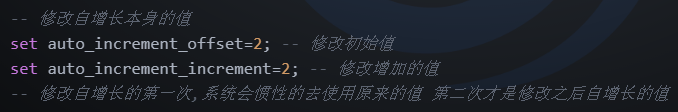 -- 修改自增长本身的值
set auto_increment_offset=2; -- 修改初始值
set auto_increment_increment=2; -- 修改增加的值
-- 修改自增长的第一次,系统会惯性的去使用原来的值 第二次才是修改之后自增长的值